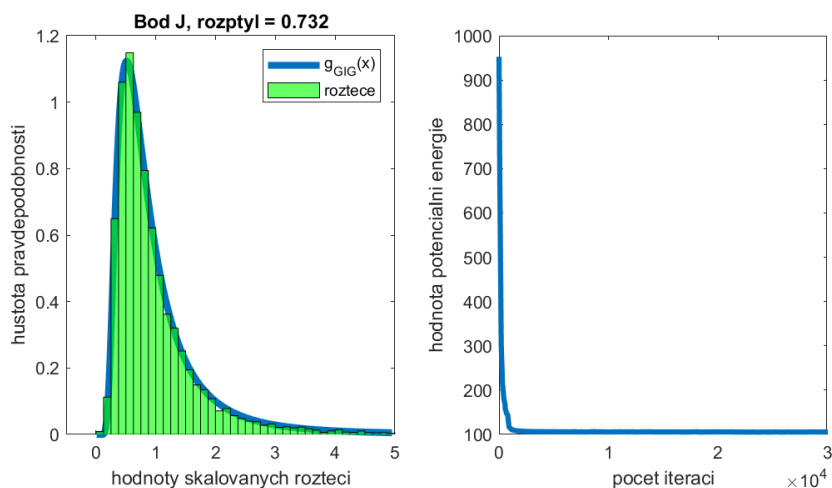 Bod J, rozptyl = 0.732
g_GIG(x)
roztece
hustota pravdepodobnosti
1.2
1
0.8
0.6
0.4
0.2
0
0 1 2 3 4 5
hodnoty skalovanych rozteci
hodnota potencialni energie
1000
900
800
700
600
500
400
300
200
100
0 1 2 3
×10^4
pocet iteraci